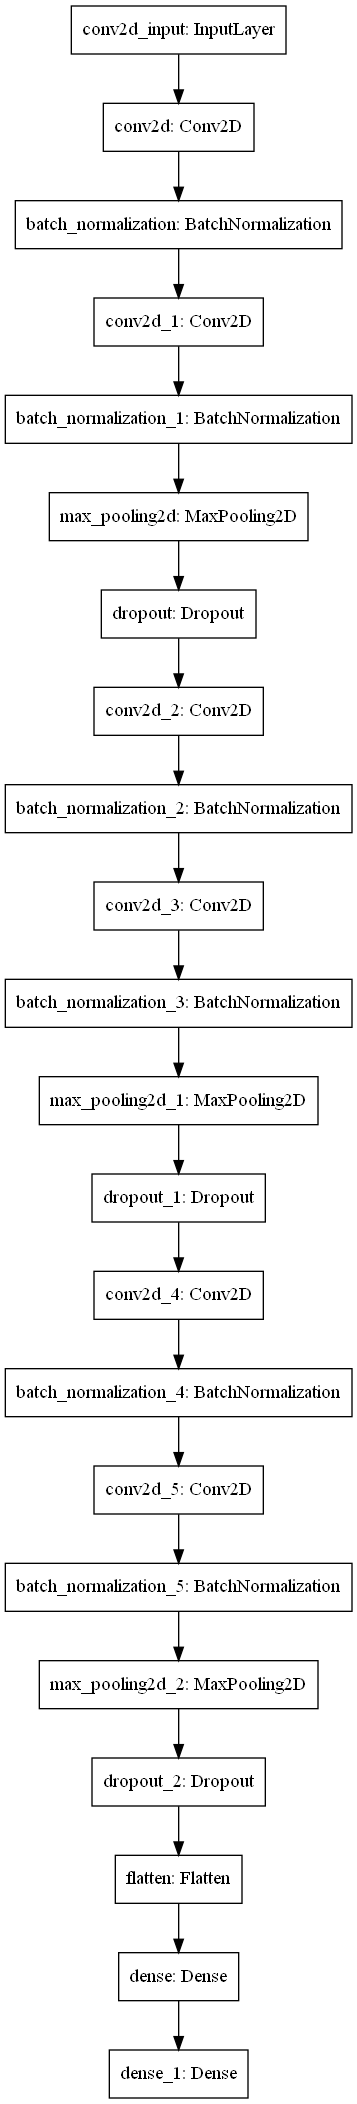 conv2d_input: InputLayer
conv2d: Conv2D
batch_normalization: BatchNormalization
conv2d_1: Conv2D
batch_normalization_1: BatchNormalization
max_pooling2d: MaxPooling2D
dropout: Dropout
conv2d_2: Conv2D
batch_normalization_2: BatchNormalization
conv2d_3: Conv2D
batch_normalization_3: BatchNormalization
max_pooling2d_1: MaxPooling2D
dropout_1: Dropout
conv2d_4: Conv2D
batch_normalization_4: BatchNormalization
conv2d_5: Conv2D
batch_normalization_5: BatchNormalization
max_pooling2d_2: MaxPooling2D
dropout_2: Dropout
flatten: Flatten
dense: Dense
dense_1: Dense